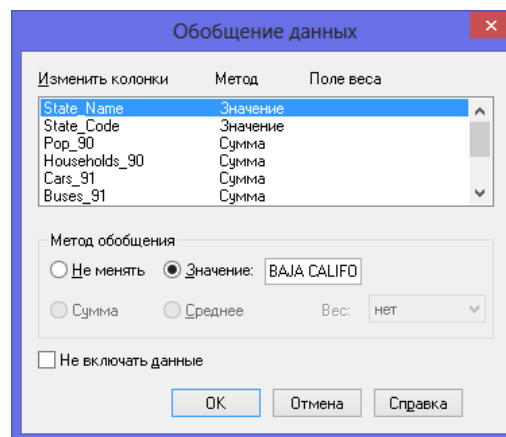 Обобщение данных
Изменить колонки Метод Поле веса
State_Name Значение
State_Code Значение
Pop_90 Сумма
Households_90 Сумма
Cars_91 Сумма
Buses_91 Сумма
Метод обобщения
Не менять Значение: BAJA CALIFO
Сумма Среднее Вес: нет
Не включать данные
OK Отмена Справка